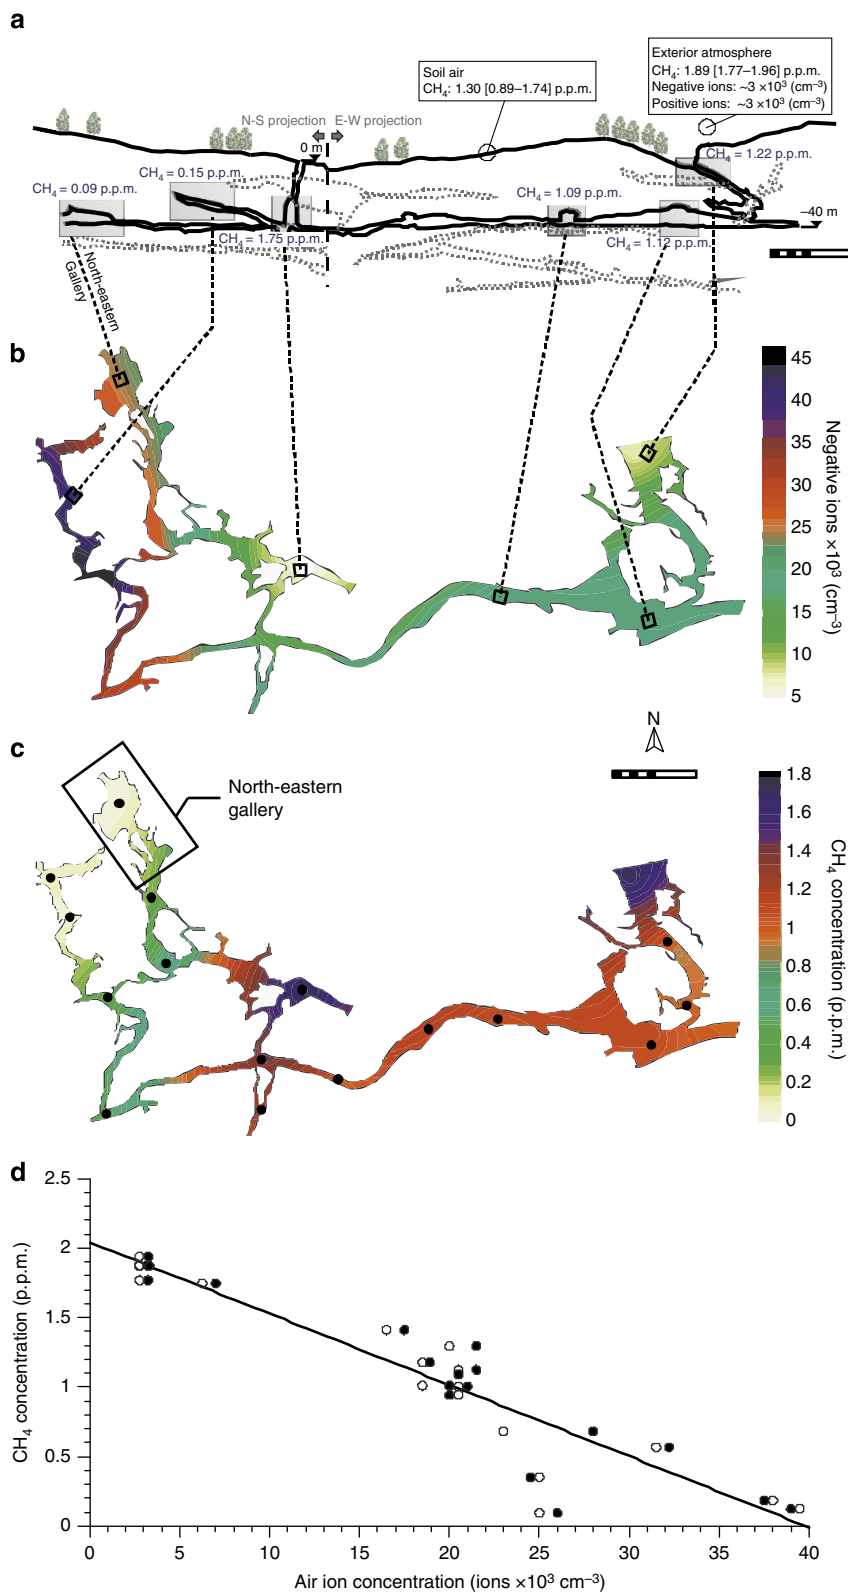 a
Exterior atmosphere
CH₄: 1.89 [1.77–1.96] p.p.m.
Negative ions: ~3 ×10³ (cm⁻³)
Positive ions: ~3 ×10³ (cm⁻³)
Soil air
CH₄: 1.30 [0.89–1.74] p.p.m.
N-S projection
E-W projection
0 m
CH₄ = 1.22 p.p.m.
CH₄ = 0.15 p.p.m.
CH₄ = 0.09 p.p.m.
CH₄ = 1.09 p.p.m.
–40 m
CH₄ = 1.75 p.p.m.
CH₄ = 1.12 p.p.m.
North-eastern
Gallery
b
45
40
35
30
25
20
15
10
5
Negative ions ×10³ (cm⁻³)
N
c
North-eastern
gallery
1.8
1.6
1.4
1.2
1
0.8
0.6
0.4
0.2
0
CH₄ concentration (p.p.m.)
d
2.5
2
1.5
1
0.5
0
CH₄ concentration (p.p.m.)
0 5 10 15 20 25 30 35 40
Air ion concentration (ions ×10³ cm⁻³)